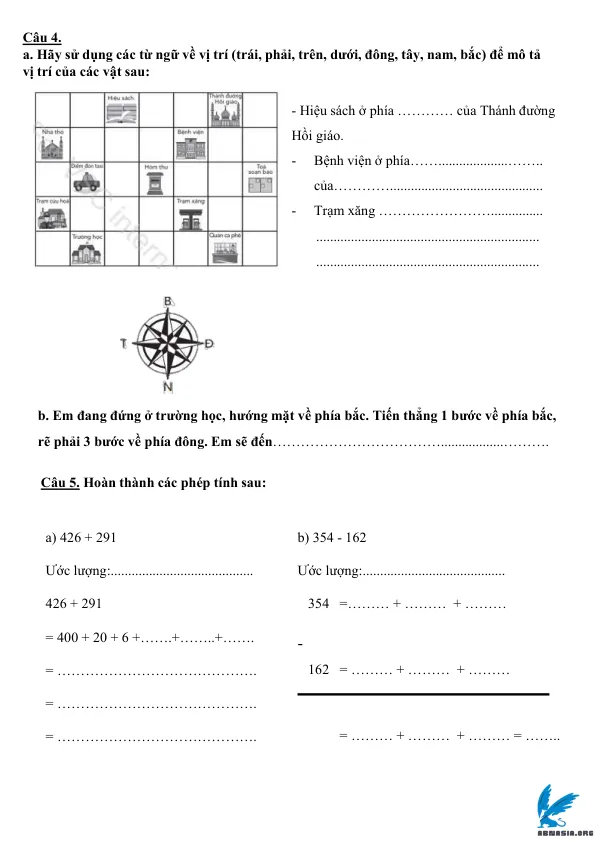 Câu 4.
a. Hãy sử dụng các từ ngữ về vị trí (trái, phải, trên, dưới, đông, tây, nam, bắc) để mô tả
vị trí của các vật sau:
Hiệu sách
Thánh đường
Hồi giáo
Nhà thờ
Bệnh viện
Điểm đón taxi
Hòm thư
Toà
soạn báo
Trạm cứu hoả
Trạm xăng
Trường học
Quán cà phê
- Hiệu sách ở phía ………… của Thánh đường
Hồi giáo.
- Bệnh viện ở phía……...................…….
của…………............................................
- Trạm xăng ……………………...............
................................................................
................................................................
B
T Đ
N
b. Em đang đứng ở trường học, hướng mặt về phía bắc. Tiến thẳng 1 bước về phía bắc,
rẽ phải 3 bước về phía đông. Em sẽ đến………………………………..................……….
Câu 5. Hoàn thành các phép tính sau:
a) 426 + 291
Ước lượng:.........................................
426 + 291
= 400 + 20 + 6 +…….+……..+…….
= …………………………………….
= …………………………………….
= …………………………………….
b) 354 - 162
Ước lượng:.........................................
354 =……… + ……… + ………
-
162 = ……… + ……… + ………
= ……… + ……… + ……… = ……..
ABNASIA.ORG